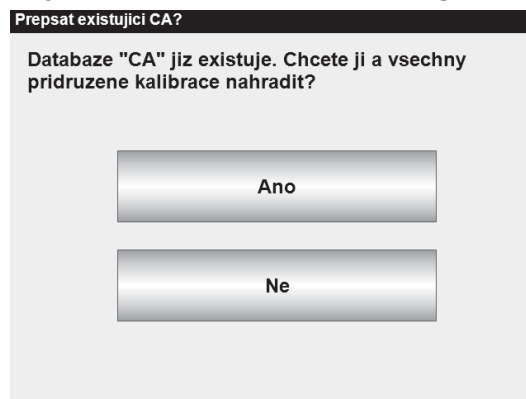 Prepsat existujici CA?
Databaze "CA" jiz existuje. Chcete ji a vsechny
pridruzene kalibrace nahradit?
Ano
Ne